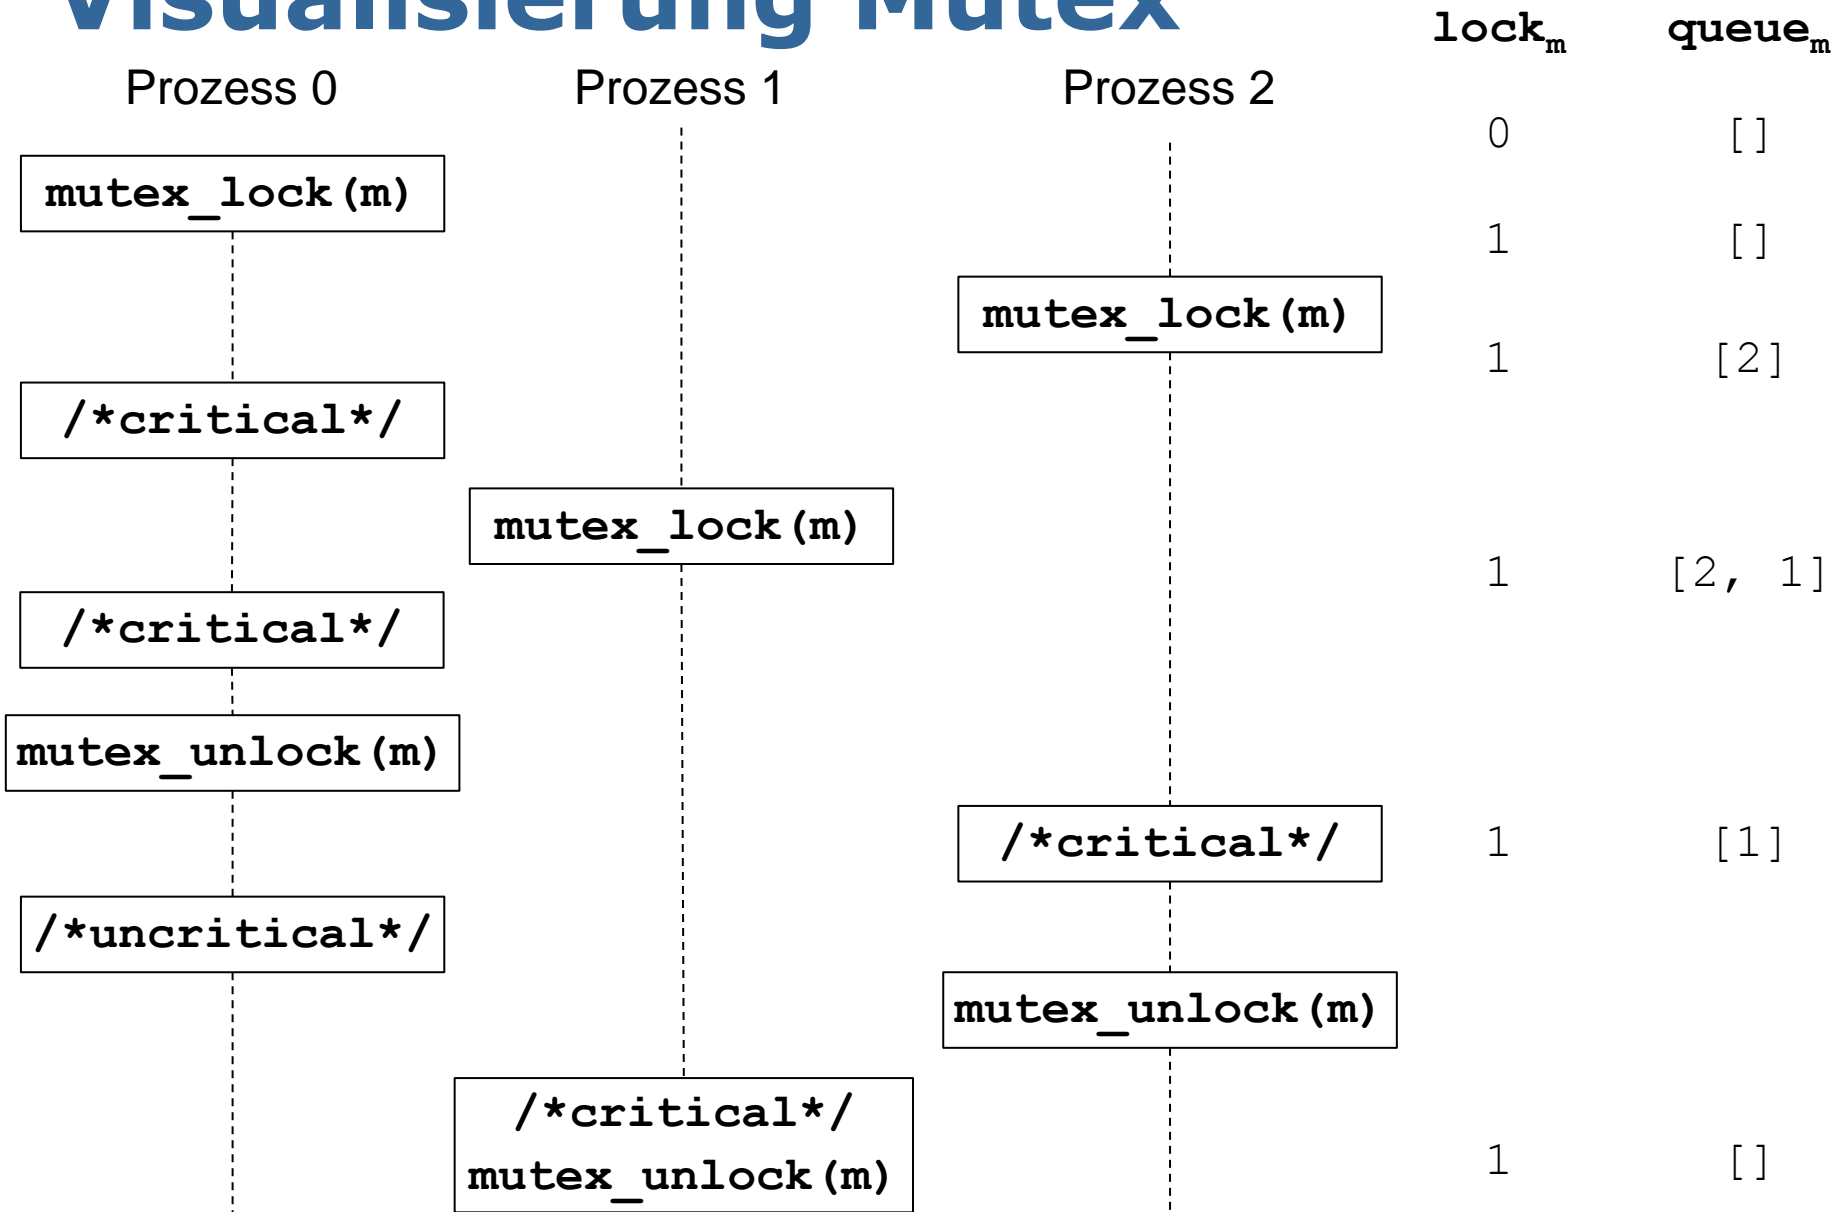 Visualisierung Mutex
lockm queuem
Prozess 0 Prozess 1 Prozess 2
0 []
mutex_lock(m)
1 []
mutex_lock(m)
1 [2]
/*critical*/
mutex_lock(m)
1 [2, 1]
/*critical*/
mutex_unlock(m)
/*critical*/ 1 [1]
/*uncritical*/
mutex_unlock(m)
/*critical*/
mutex_unlock(m)
1 []